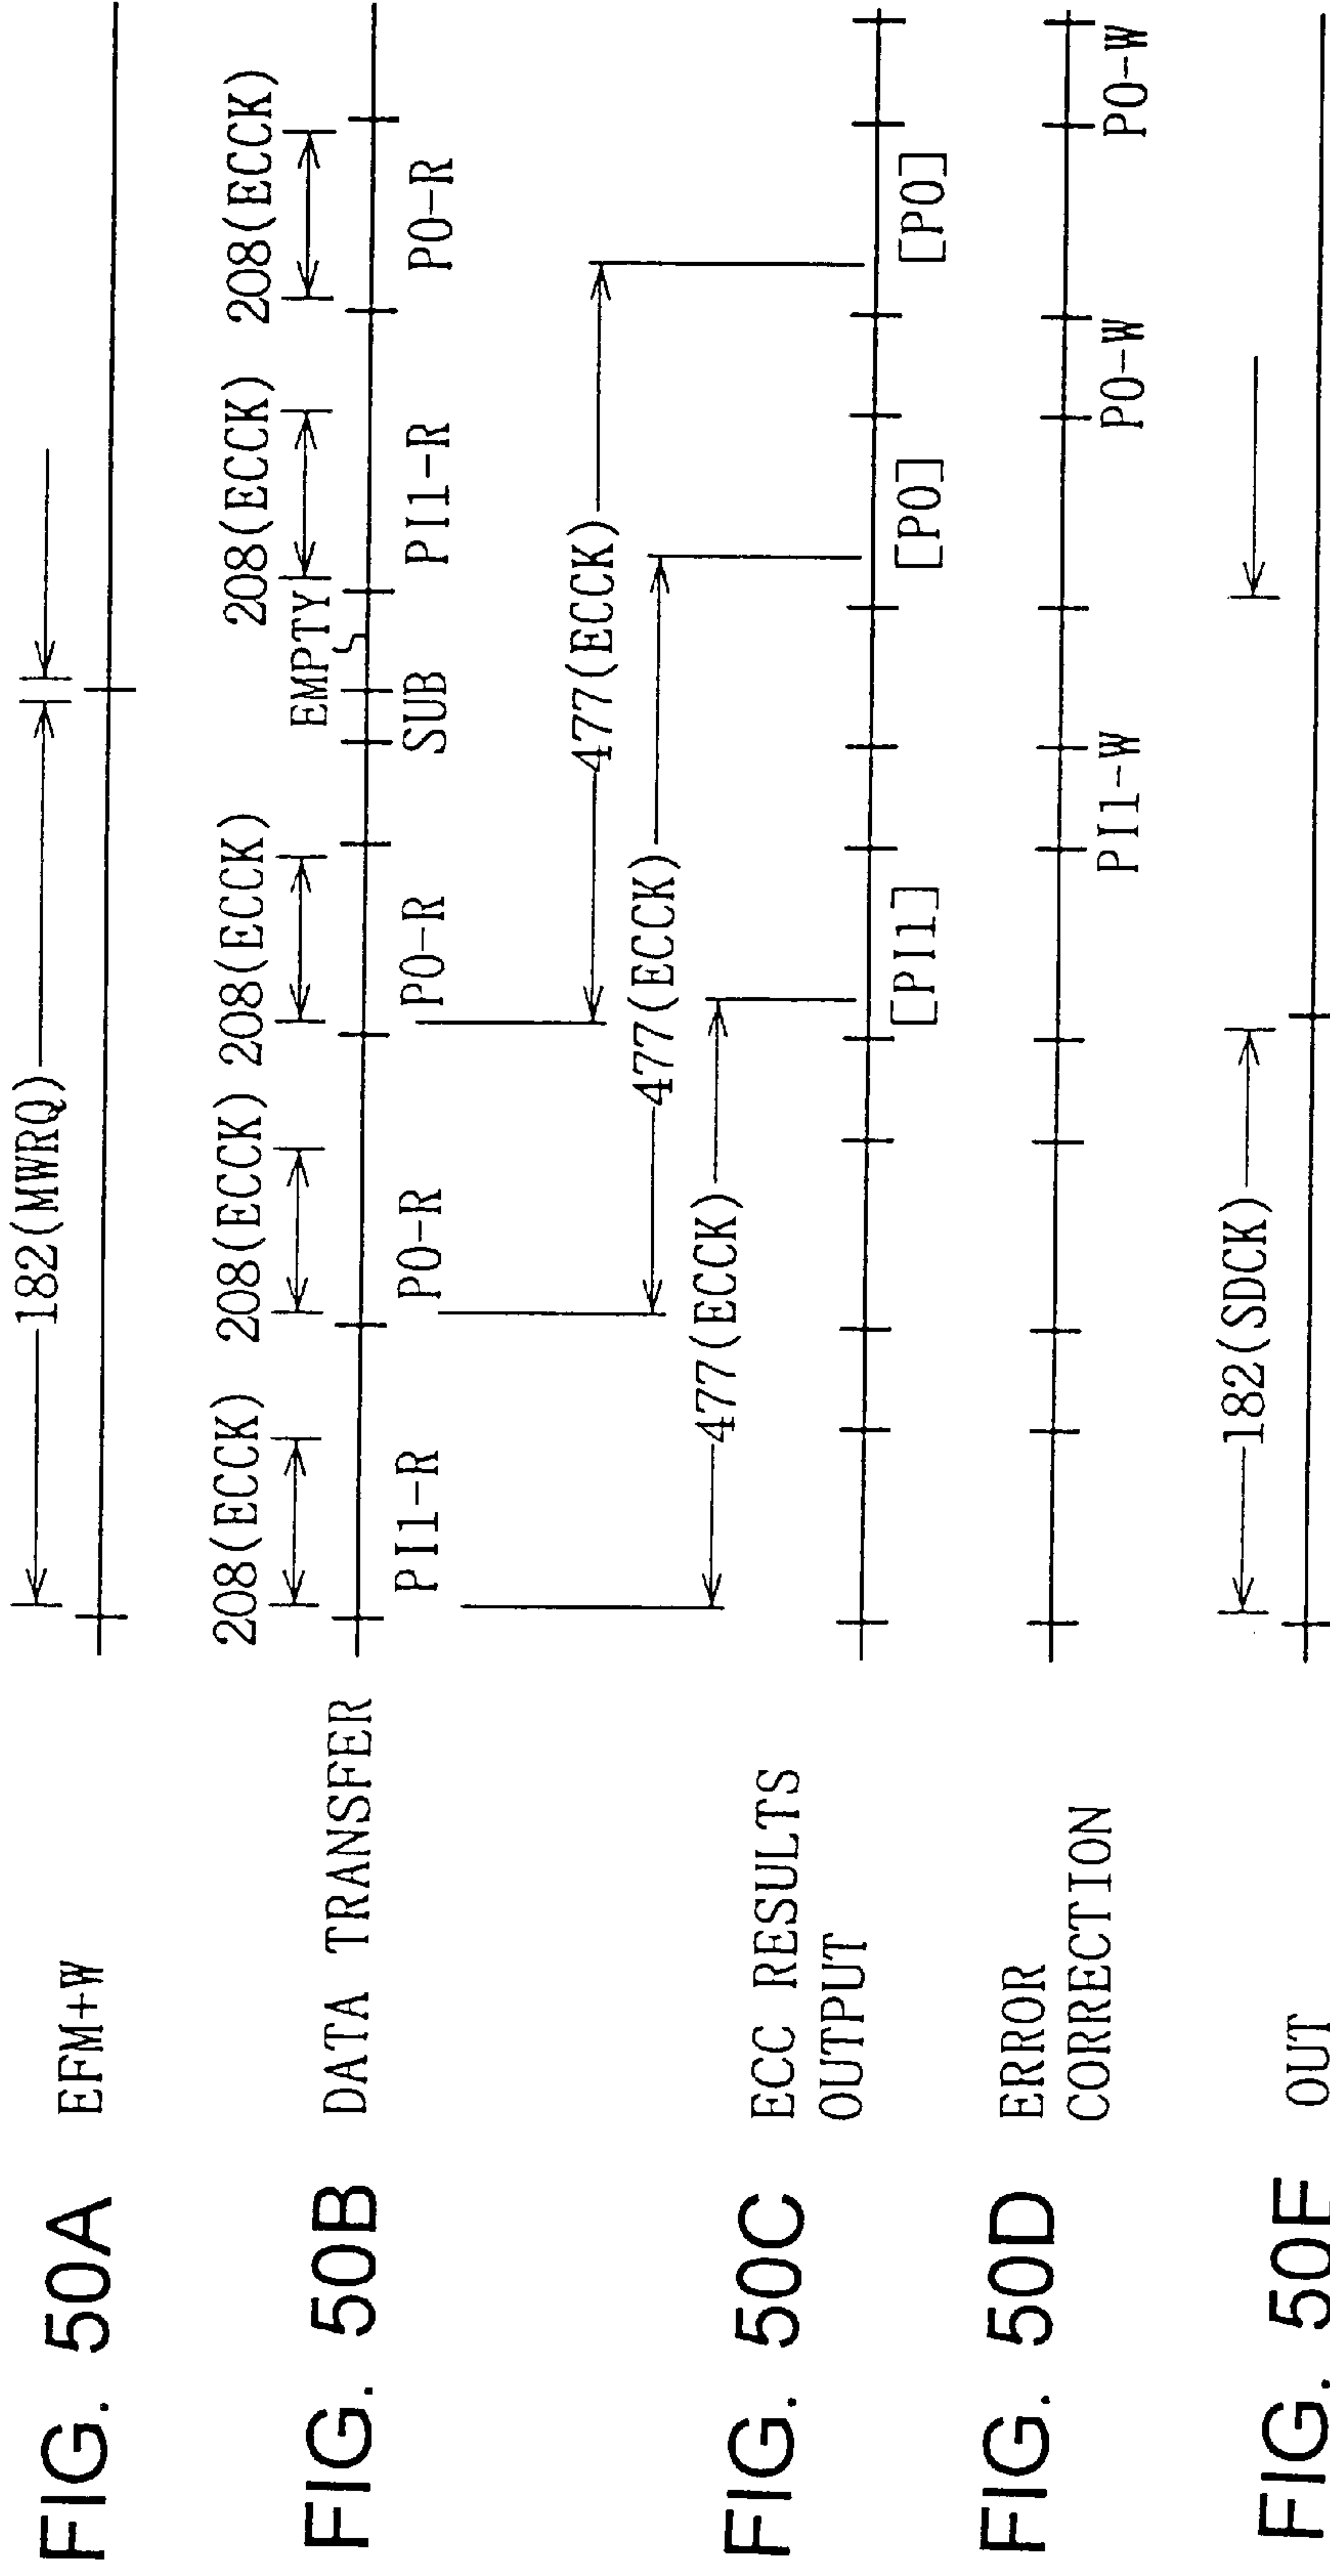 FIG. 50A EFM+W
182(MWRQ)
FIG. 50B DATA TRANSFER
208(ECCK) 208(ECCK) 208(ECCK) 208(ECCK) 208(ECCK)
EMPTY
PI1-R PO-R PO-R SUB PI1-R PO-R
477(ECCK)
477(ECCK)
477(ECCK)
FIG. 50C ECC RESULTS
OUTPUT
[PI1] [PO] [PO]
FIG. 50D ERROR
CORRECTION
PI1-W PO-W PO-W
182(SDCK)
FIG. 50E OUT